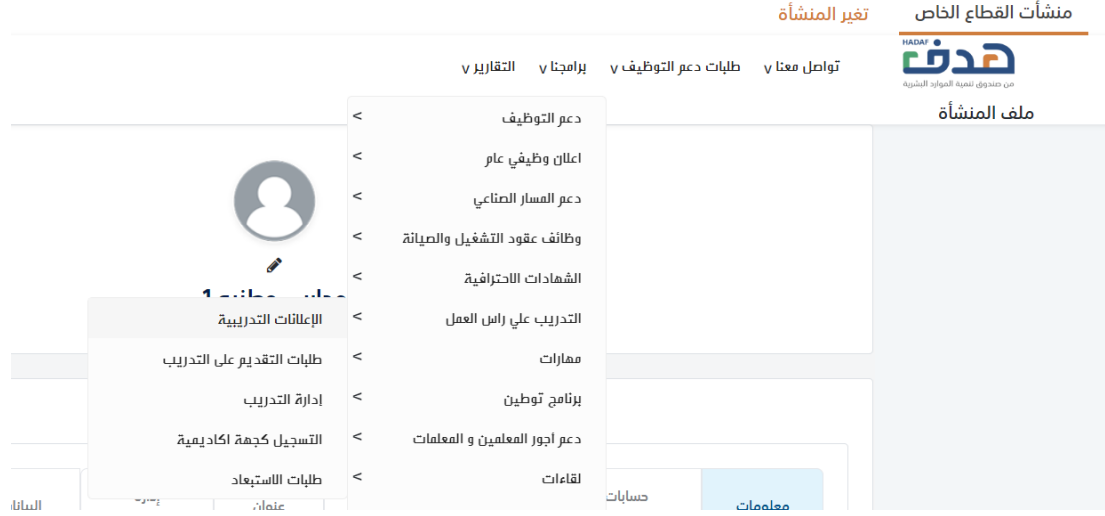 منشأت القطاع الخاص
تغير المنشأة
HADAF
هدف
من صندوق تنمية الموارد البشرية
تواصل معنا
طلبات دعم التوظيف
برامجنا
التقارير
ملف المنشأة
دعم التوظيف
اعلان وظيفي عام
دعم المسار الصناعي
وظائف عقود التشغيل والصيانة
الشهادات الاحترافية
التدريب علي راس العمل
مهارات
برنامج توطين
دعم أجور المعلمين و المعلمات
لقاءات
الإعلانات التدريبية
طلبات التقديم على التدريب
إدارة التدريب
التسجيل كجهة اكاديمية
طلبات الاستبعاد
معلومات
حسابات
عنوان